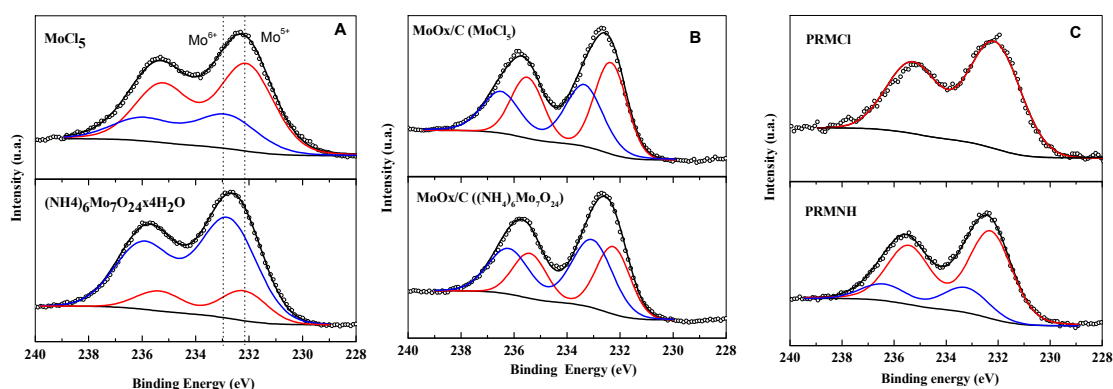 MoCl5
Mo6+
Mo5+
A
(NH4)6Mo7O24x4H2O
Intensity (u.a.)
Intensity (u.a.)
240 238 236 234 232 230 228
Binding Energy (eV)
MoOx/C (MoCl5)
B
MoOx/C ((NH4)6Mo7O24)
Intensity (u.a.)
Intensity (u.a.)
240 238 236 234 232 230 228
Binding Energy (eV)
PRMCl
C
PRMNH
Intensity (u.a.)
Intensity (u.a.)
240 238 236 234 232 230 228
Binding energy (eV)